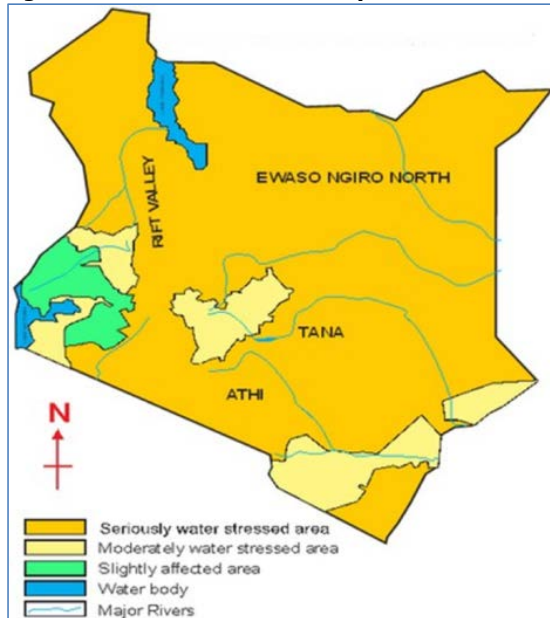 EWASO NGIRO NORTH
RIFT VALLEY
TANA
ATHI
N
Seriously water stressed area
Moderately water stressed area
Slightly affected area
Water body
Major Rivers